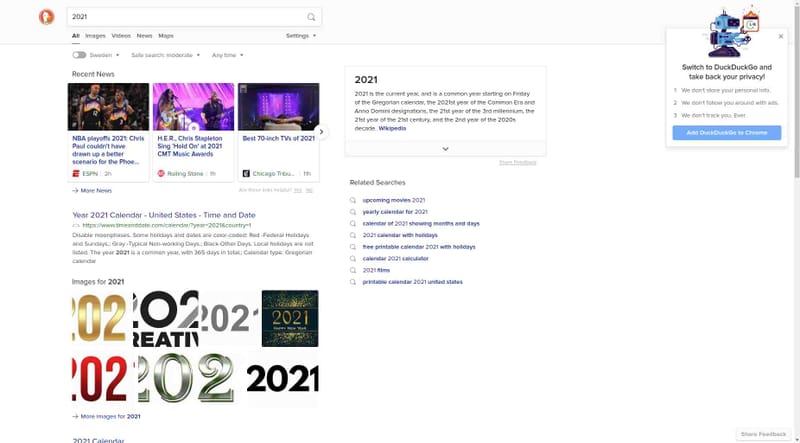 2021
All Images Videos News Maps Settings
Sweden Safe search: moderate Any time
Recent News
NBA playoffs 2021: Chris Paul couldn't have drawn up a better scenario for the Phoe...
ESPN 2h
H.E.R., Chris Stapleton Sing 'Hold On' at 2021 CMT Music Awards
Rolling Stone 1h
Best 70-inch TVs of 2021
Chicago Tribu... 11h
More News
Are these links helpful? Yes No
Year 2021 Calendar - United States - Time and Date
https://www.timeanddate.com/calendar/?year=2021&country=1
Disable moonphases. Some holidays and dates are color-coded: Red -Federal Holidays
and Sundays.; Gray -Typical Non-working Days.; Black-Other Days. Local holidays are not
listed. The year 2021 is a common year, with 365 days in total.; Calendar type: Gregorian
calendar
Images for 2021
202
202
CREATIV
2021
2021
HAPPY NEW YEAR
202
202
2021
More Images for 2021
2021 Calendar
2021
2021 is the current year, and is a common year starting on Friday
of the Gregorian calendar, the 2021st year of the Common Era and
Anno Domini designations, the 21st year of the 3rd millennium, the
21st year of the 21st century, and the 2nd year of the 2020s
decade. Wikipedia
Share Feedback
Related Searches
upcoming movies 2021
yearly calendar for 2021
calendar of 2021 showing months and days
2021 calendar with holidays
free printable calendar 2021 with holidays
calendar 2021 calculator
2021 films
printable calendar 2021 united states
Switch to DuckDuckGo and
take back your privacy!
1 We don't store your personal info.
2 We don't follow you around with ads.
3 We don't track you. Ever.
Add DuckDuckGo to Chrome
Share Feedback